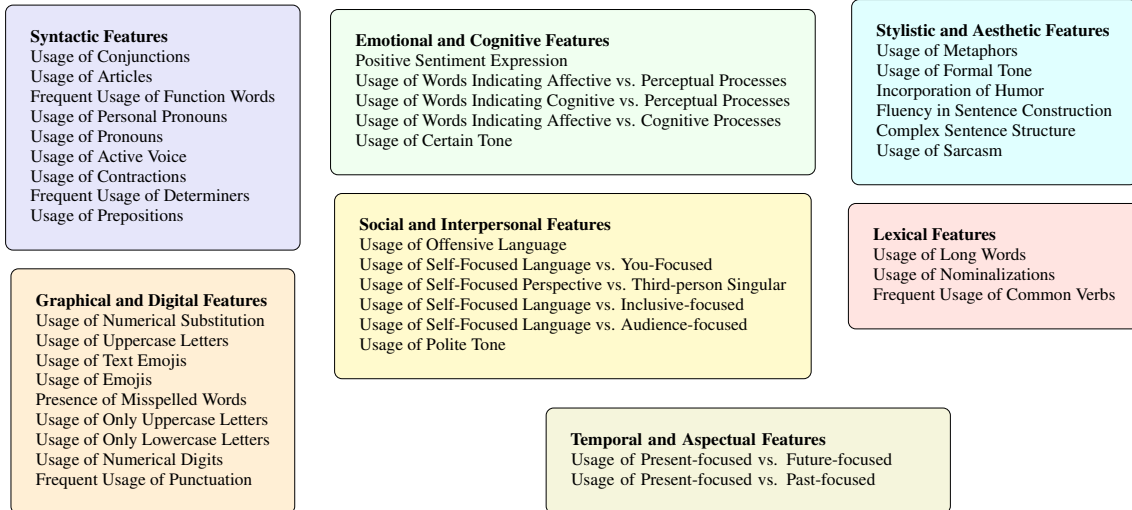 Syntactic Features
Usage of Conjunctions
Usage of Articles
Frequent Usage of Function Words
Usage of Personal Pronouns
Usage of Pronouns
Usage of Active Voice
Usage of Contractions
Frequent Usage of Determiners
Usage of Prepositions
Graphical and Digital Features
Usage of Numerical Substitution
Usage of Uppercase Letters
Usage of Text Emojis
Usage of Emojis
Presence of Misspelled Words
Usage of Only Uppercase Letters
Usage of Only Lowercase Letters
Usage of Numerical Digits
Frequent Usage of Punctuation
Emotional and Cognitive Features
Positive Sentiment Expression
Usage of Words Indicating Affective vs. Perceptual Processes
Usage of Words Indicating Cognitive vs. Perceptual Processes
Usage of Words Indicating Affective vs. Cognitive Processes
Usage of Certain Tone
Social and Interpersonal Features
Usage of Offensive Language
Usage of Self-Focused Language vs. You-Focused
Usage of Self-Focused Perspective vs. Third-person Singular
Usage of Self-Focused Language vs. Inclusive-focused
Usage of Self-Focused Language vs. Audience-focused
Usage of Polite Tone
Temporal and Aspectual Features
Usage of Present-focused vs. Future-focused
Usage of Present-focused vs. Past-focused
Stylistic and Aesthetic Features
Usage of Metaphors
Usage of Formal Tone
Incorporation of Humor
Fluency in Sentence Construction
Complex Sentence Structure
Usage of Sarcasm
Lexical Features
Usage of Long Words
Usage of Nominalizations
Frequent Usage of Common Verbs